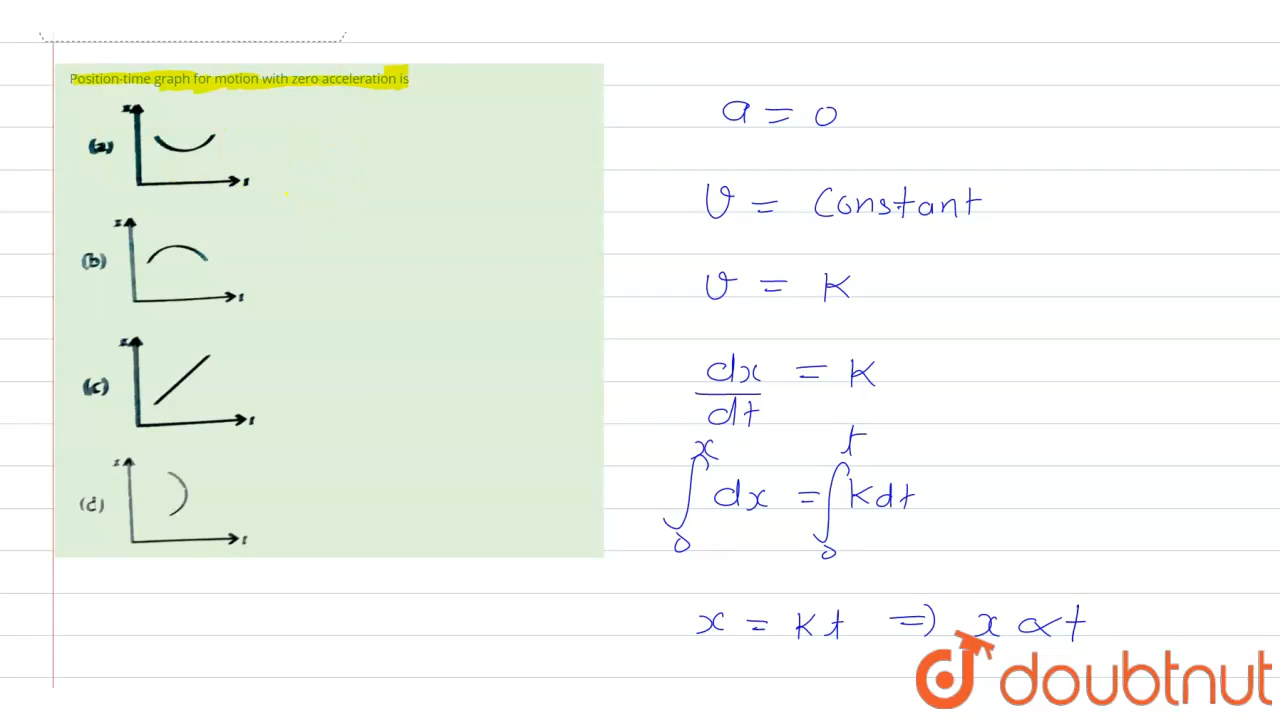 Position-time graph for motion with zero acceleration is
x
(a)
t
x
(b)
t
x
(c)
t
x
(d)
t
a = 0
v = Constant
v = K
dx/dt = K
∫₀ˣ dx = ∫₀ᵗ K dt
x = Kt ⇒ x ∝ t
doubtnut